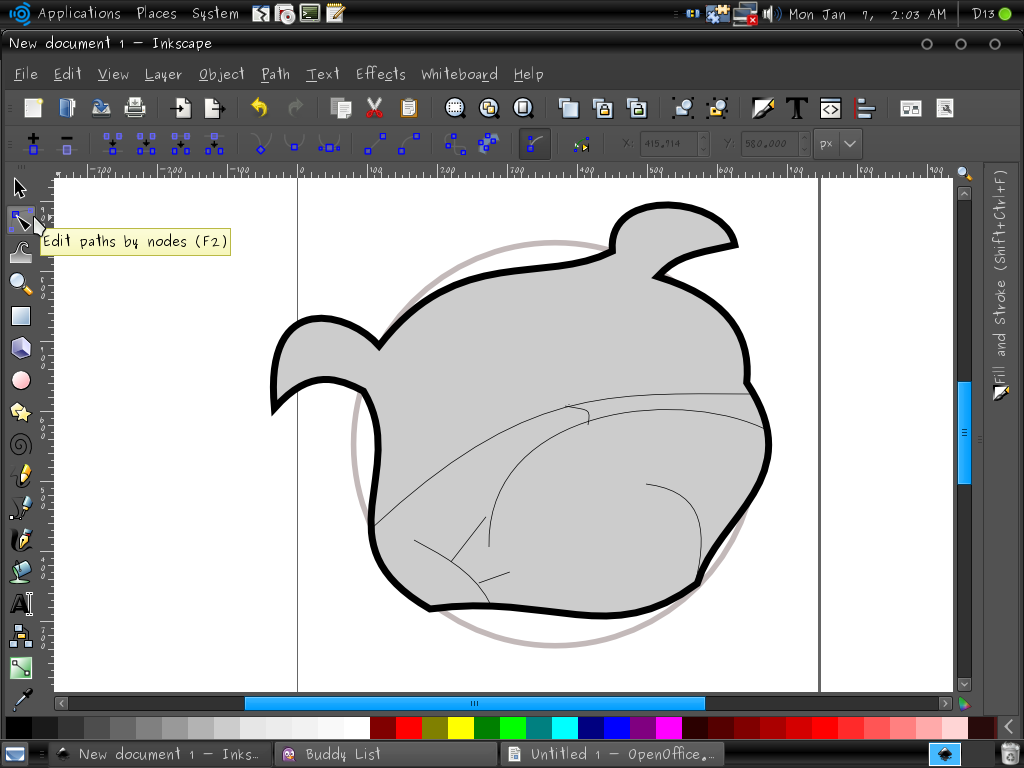 Applications Places System Mon Jan 7, 2:03 AM D13
New document 1 — Inkscape
File Edit View Layer Object Path Text Effects Whiteboard Help
X: 415.914 Y: 580.000 px
0 100 200 300 400 500 600 700 800 900
Edit paths by nodes (F2)
Fill and Stroke (Shift+Ctrl+F)
New document 1 — Inks...
Buddy List
Untitled 1 — OpenOffice....